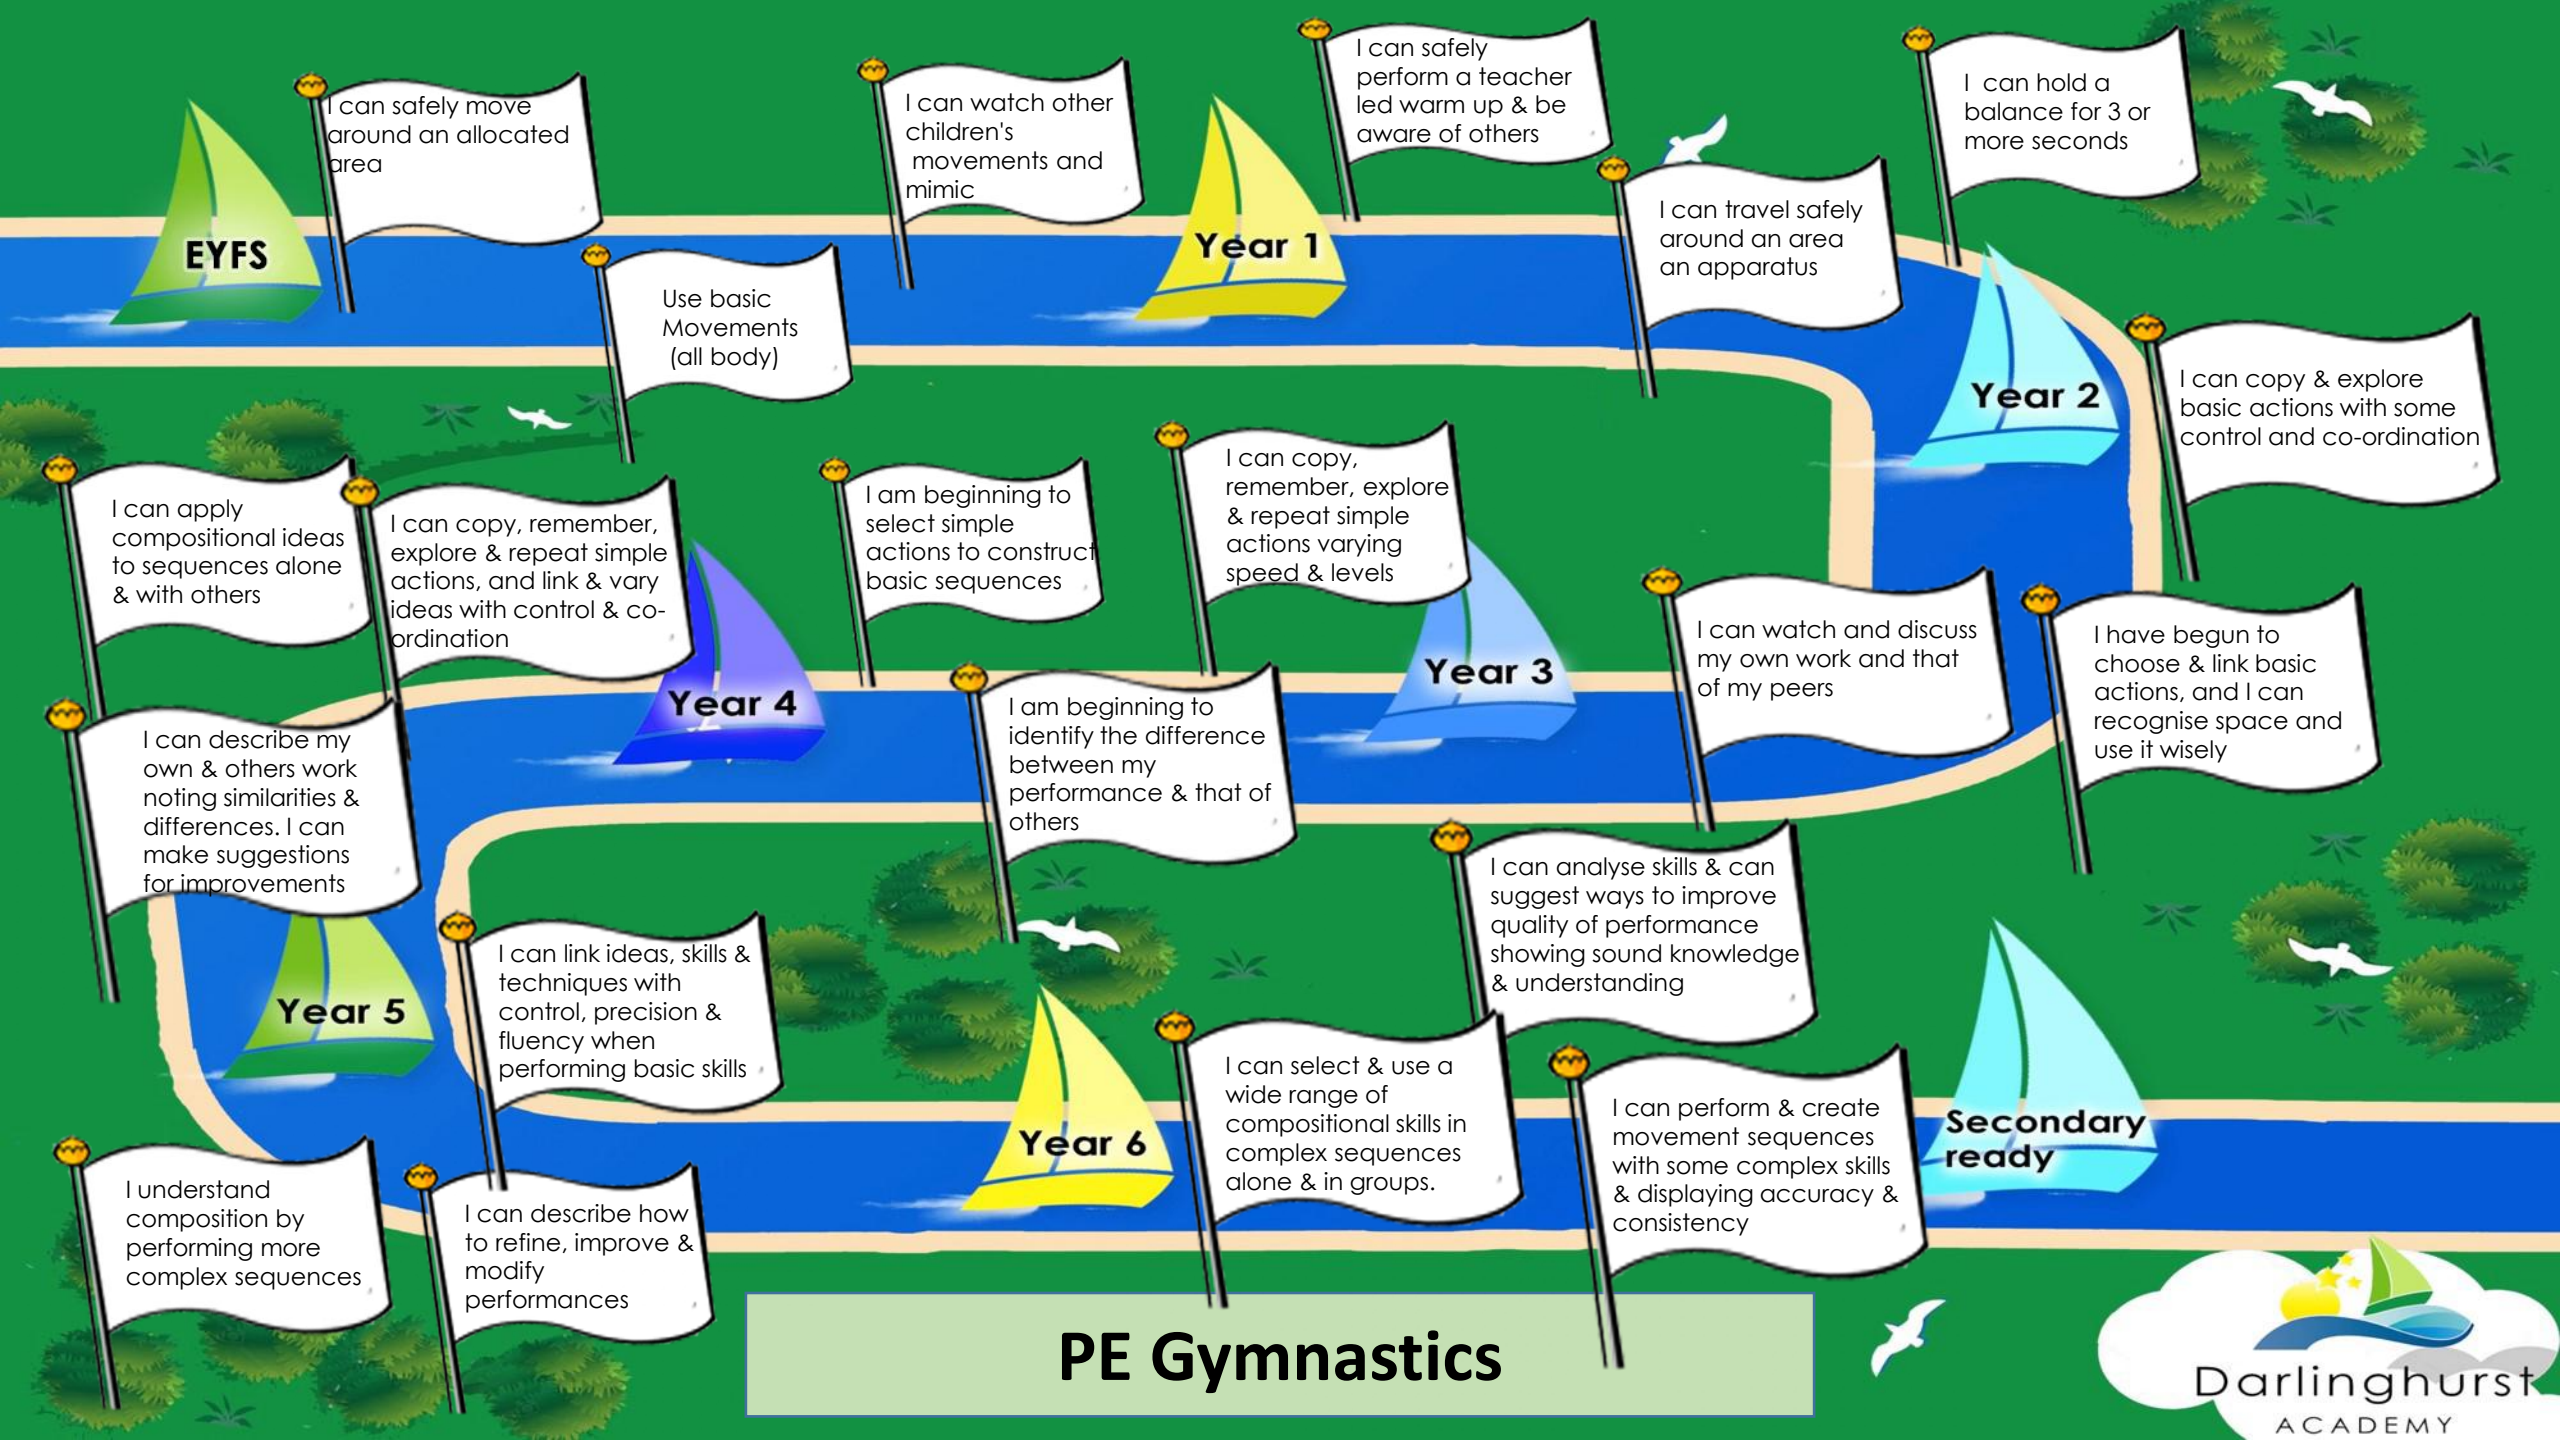 EYFS
I can safely move
around an allocated
area
Use basic
Movements
(all body)
I can watch other
children's
movements and
mimic
Year 1
I can safely
perform a teacher
led warm up & be
aware of others
I can travel safely
around an area
an apparatus
I can hold a
balance for 3 or
more seconds
Year 2
I can copy & explore
basic actions with some
control and co-ordination
I have begun to
choose & link basic
actions, and I can
recognise space and
use it wisely
I can watch and discuss
my own work and that
of my peers
Year 3
I can copy,
remember, explore
& repeat simple
actions varying
speed & levels
I am beginning to
identify the difference
between my
performance & that of
others
I am beginning to
select simple
actions to construct
basic sequences
Year 4
I can copy, remember,
explore & repeat simple
actions, and link & vary
ideas with control & co-
ordination
I can apply
compositional ideas
to sequences alone
& with others
I can describe my
own & others work
noting similarities &
differences. I can
make suggestions
for improvements
Year 5
I can link ideas, skills &
techniques with
control, precision &
fluency when
performing basic skills
I understand
composition by
performing more
complex sequences
I can describe how
to refine, improve &
modify
performances
Year 6
I can select & use a
wide range of
compositional skills in
complex sequences
alone & in groups.
I can analyse skills & can
suggest ways to improve
quality of performance
showing sound knowledge
& understanding
I can perform & create
movement sequences
with some complex skills
& displaying accuracy &
consistency
Secondary
ready
PE Gymnastics
Darlinghurst
ACADEMY